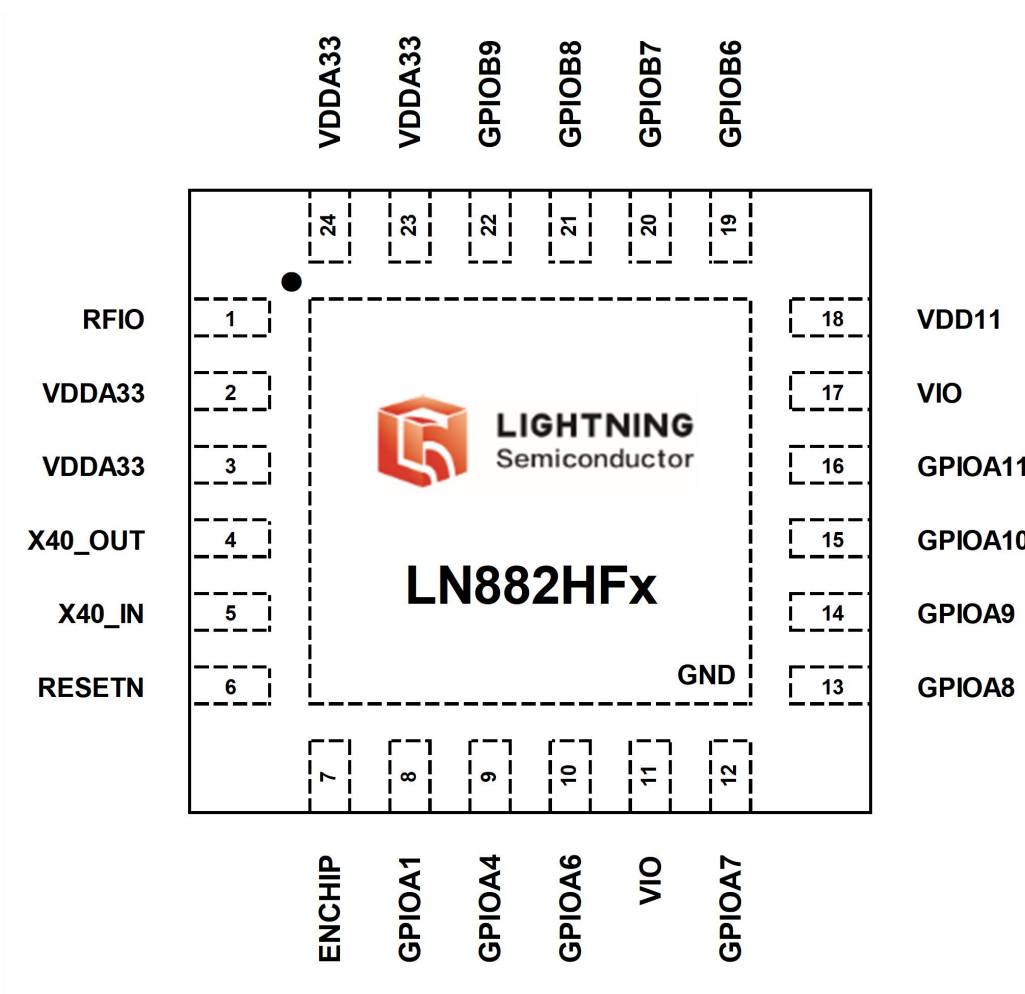 VDDA33 VDDA33 GPIOB9 GPIOB8 GPIOB7 GPIOB6
24 23 22 21 20 19
RFIO 1 18 VDD11
VDDA33 2 17 VIO
VDDA33 3 16 GPIOA11
X40_OUT 4 15 GPIOA10
X40_IN 5 14 GPIOA9
RESETN 6 13 GPIOA8
LIGHTNING
Semiconductor
LN882HFx
GND
7 8 9 10 11 12
ENCHIP GPIOA1 GPIOA4 GPIOA6 VIO GPIOA7